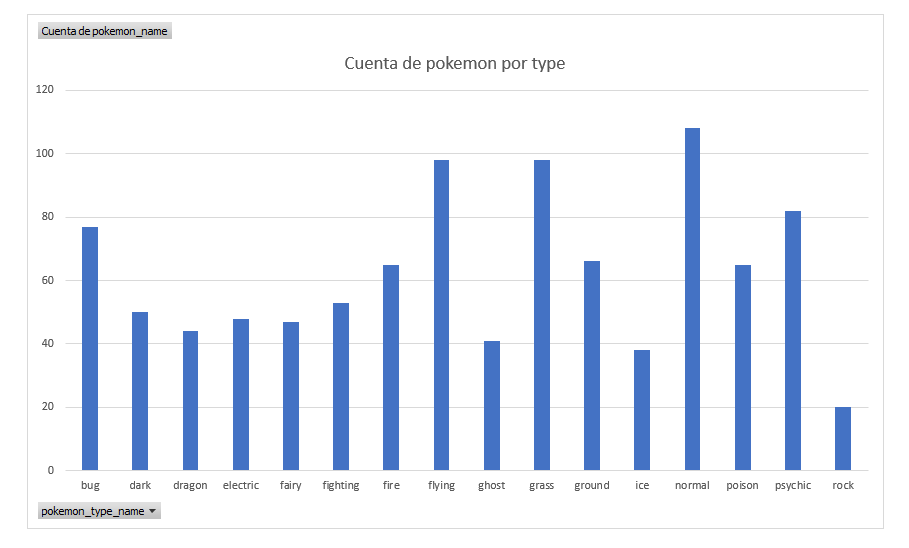 Cuenta de pokemon_name
Cuenta de pokemon por type
120
100
80
60
40
20
0
bug dark dragon electric fairy fighting fire flying ghost grass ground ice normal poison psychic rock
pokemon_type_name